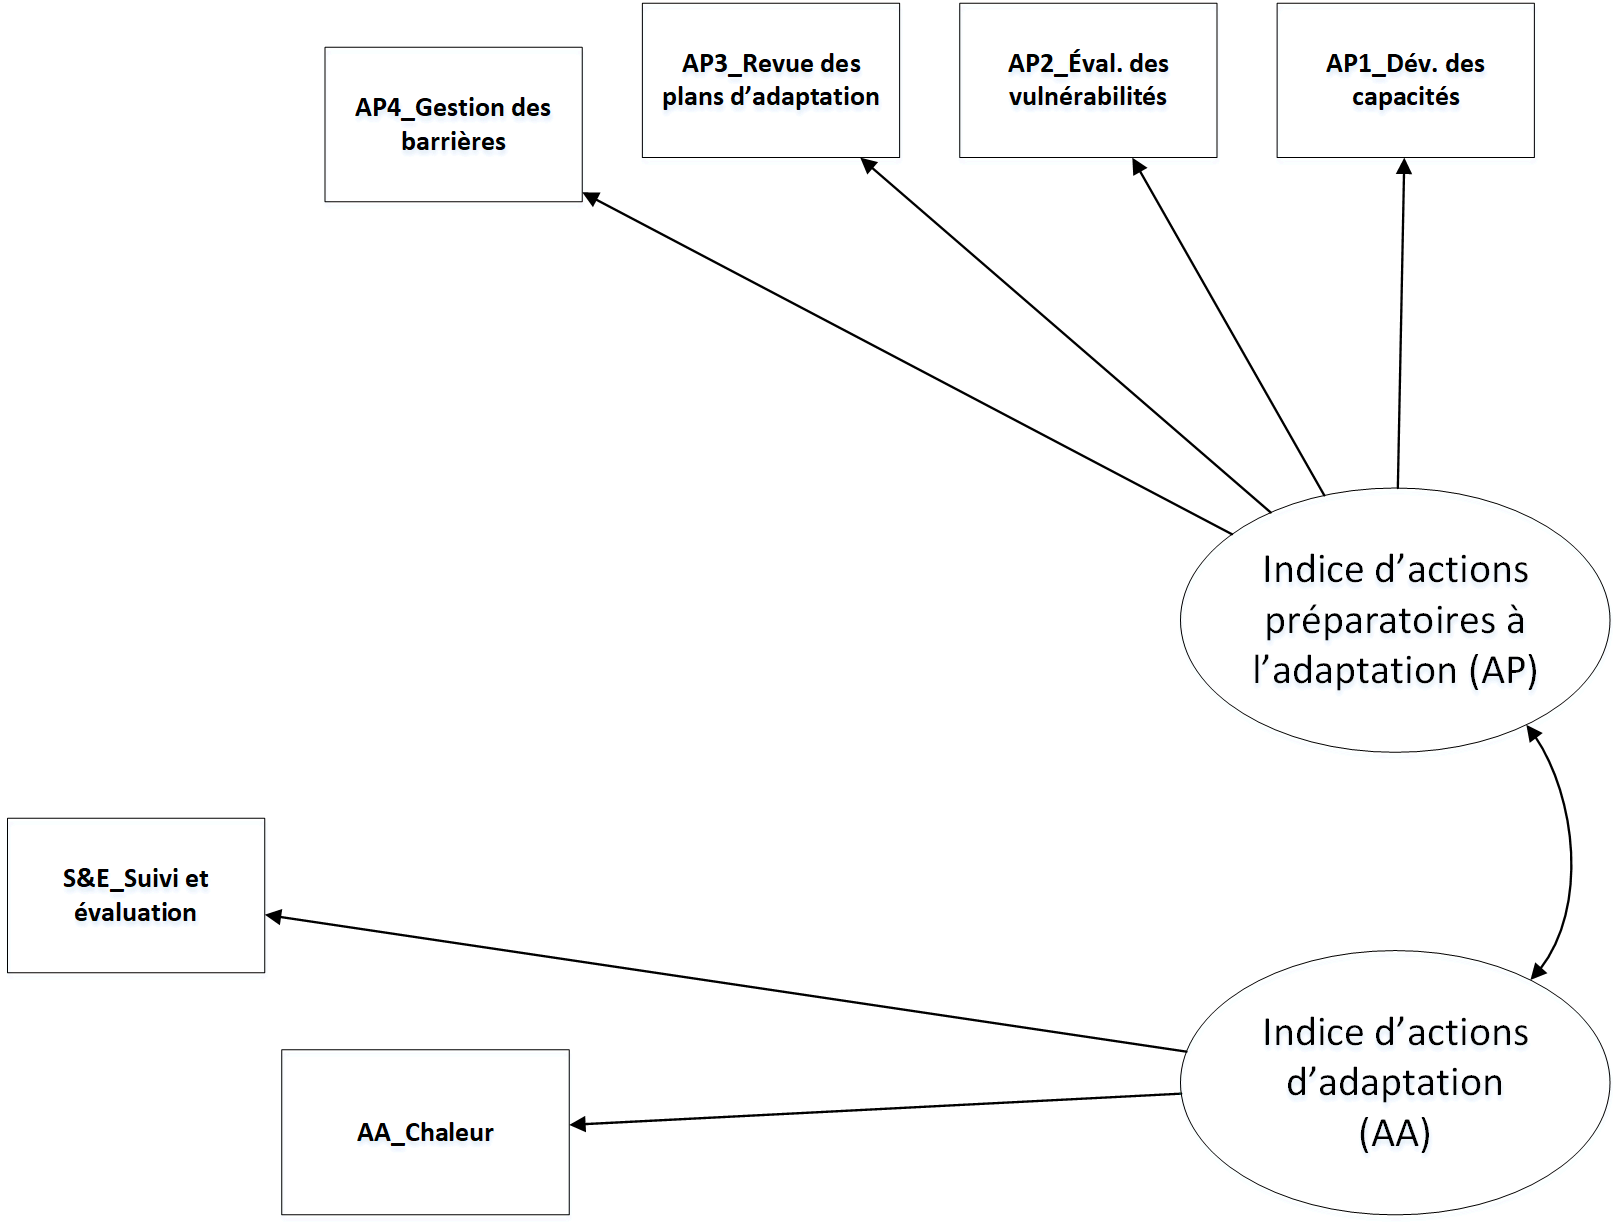 AP4_Gestion des
barrières
AP3_Revue des
plans d’adaptation
AP2_Éval. des
vulnérabilités
AP1_Dév. des
capacités
Indice d’actions
préparatoires à
l’adaptation (AP)
S&E_Suivi et
évaluation
AA_Chaleur
Indice d’actions
d’adaptation
(AA)